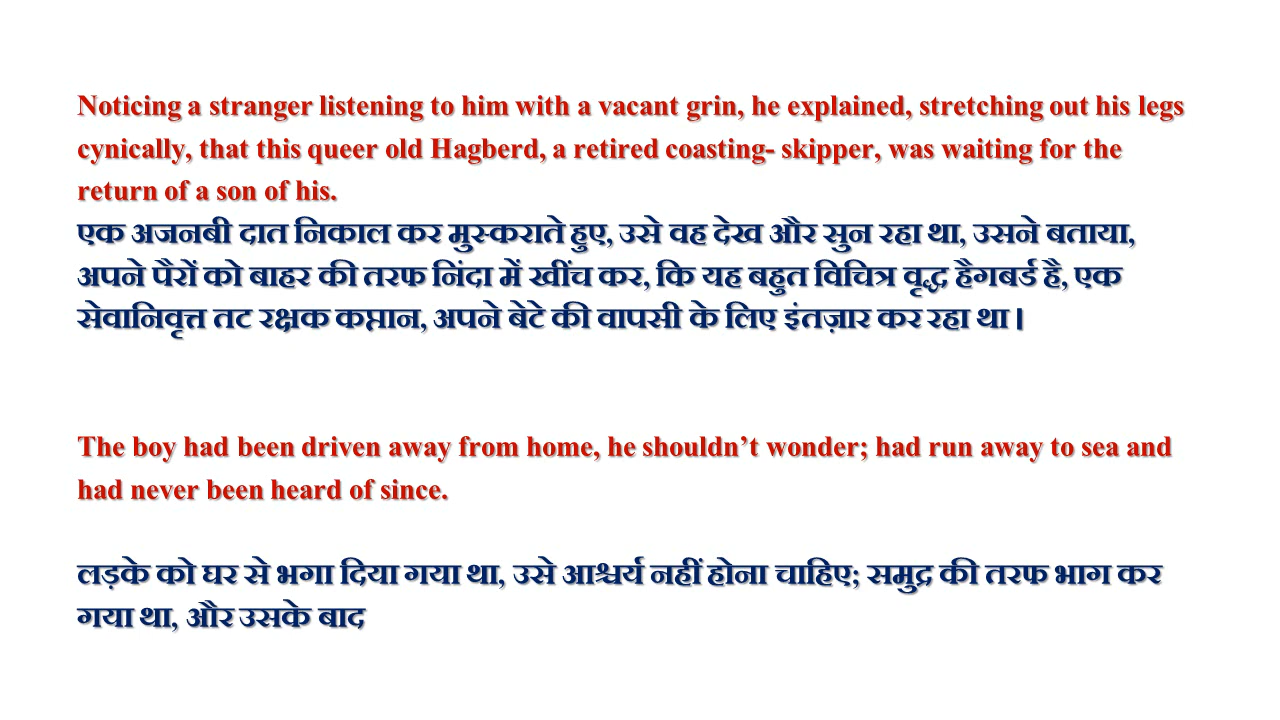 Noticing a stranger listening to him with a vacant grin, he explained, stretching out his legs
cynically, that this queer old Hagberd, a retired coasting- skipper, was waiting for the
return of a son of his.
एक अजनबी दात निकाल कर मुस्कराते हुए, उसे वह देख और सुन रहा था, उसने बताया,
अपने पैरों को बाहर की तरफ निंदा में खींच कर, कि यह बहुत विचित्र वृद्ध हैगबर्ड है, एक
सेवानिवृत्त तट रक्षक कप्तान, अपने बेटे की वापसी के लिए इंतज़ार कर रहा था।
The boy had been driven away from home, he shouldn’t wonder; had run away to sea and
had never been heard of since.
लड़के को घर से भगा दिया गया था, उसे आश्चर्य नहीं होना चाहिए; समुद्र की तरफ भाग कर
गया था, और उसके बाद